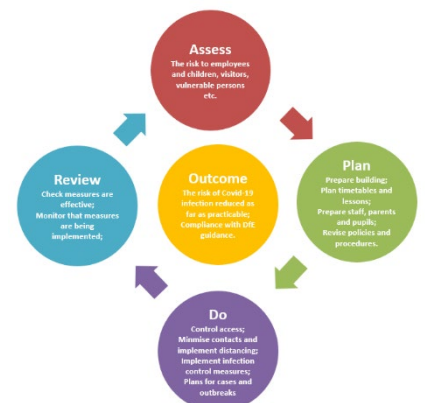 Assess
The risk to employees
and children, visitors,
vulnerable persons
etc.
Plan
Prepare building;
Plan timetables and
lessons;
Prepare staff, parents
and pupils;
Revise policies and
procedures.
Do
Control access;
Minmise contacts and
implement distancing;
Implement infection
control measures;
Plans for cases and
outbreaks
Review
Check measures are
effective;
Monitor that measures
are being
implemented;
Outcome
The risk of Covid-19
infection reduced as
far as practicable;
Compliance with DfE
guidance.